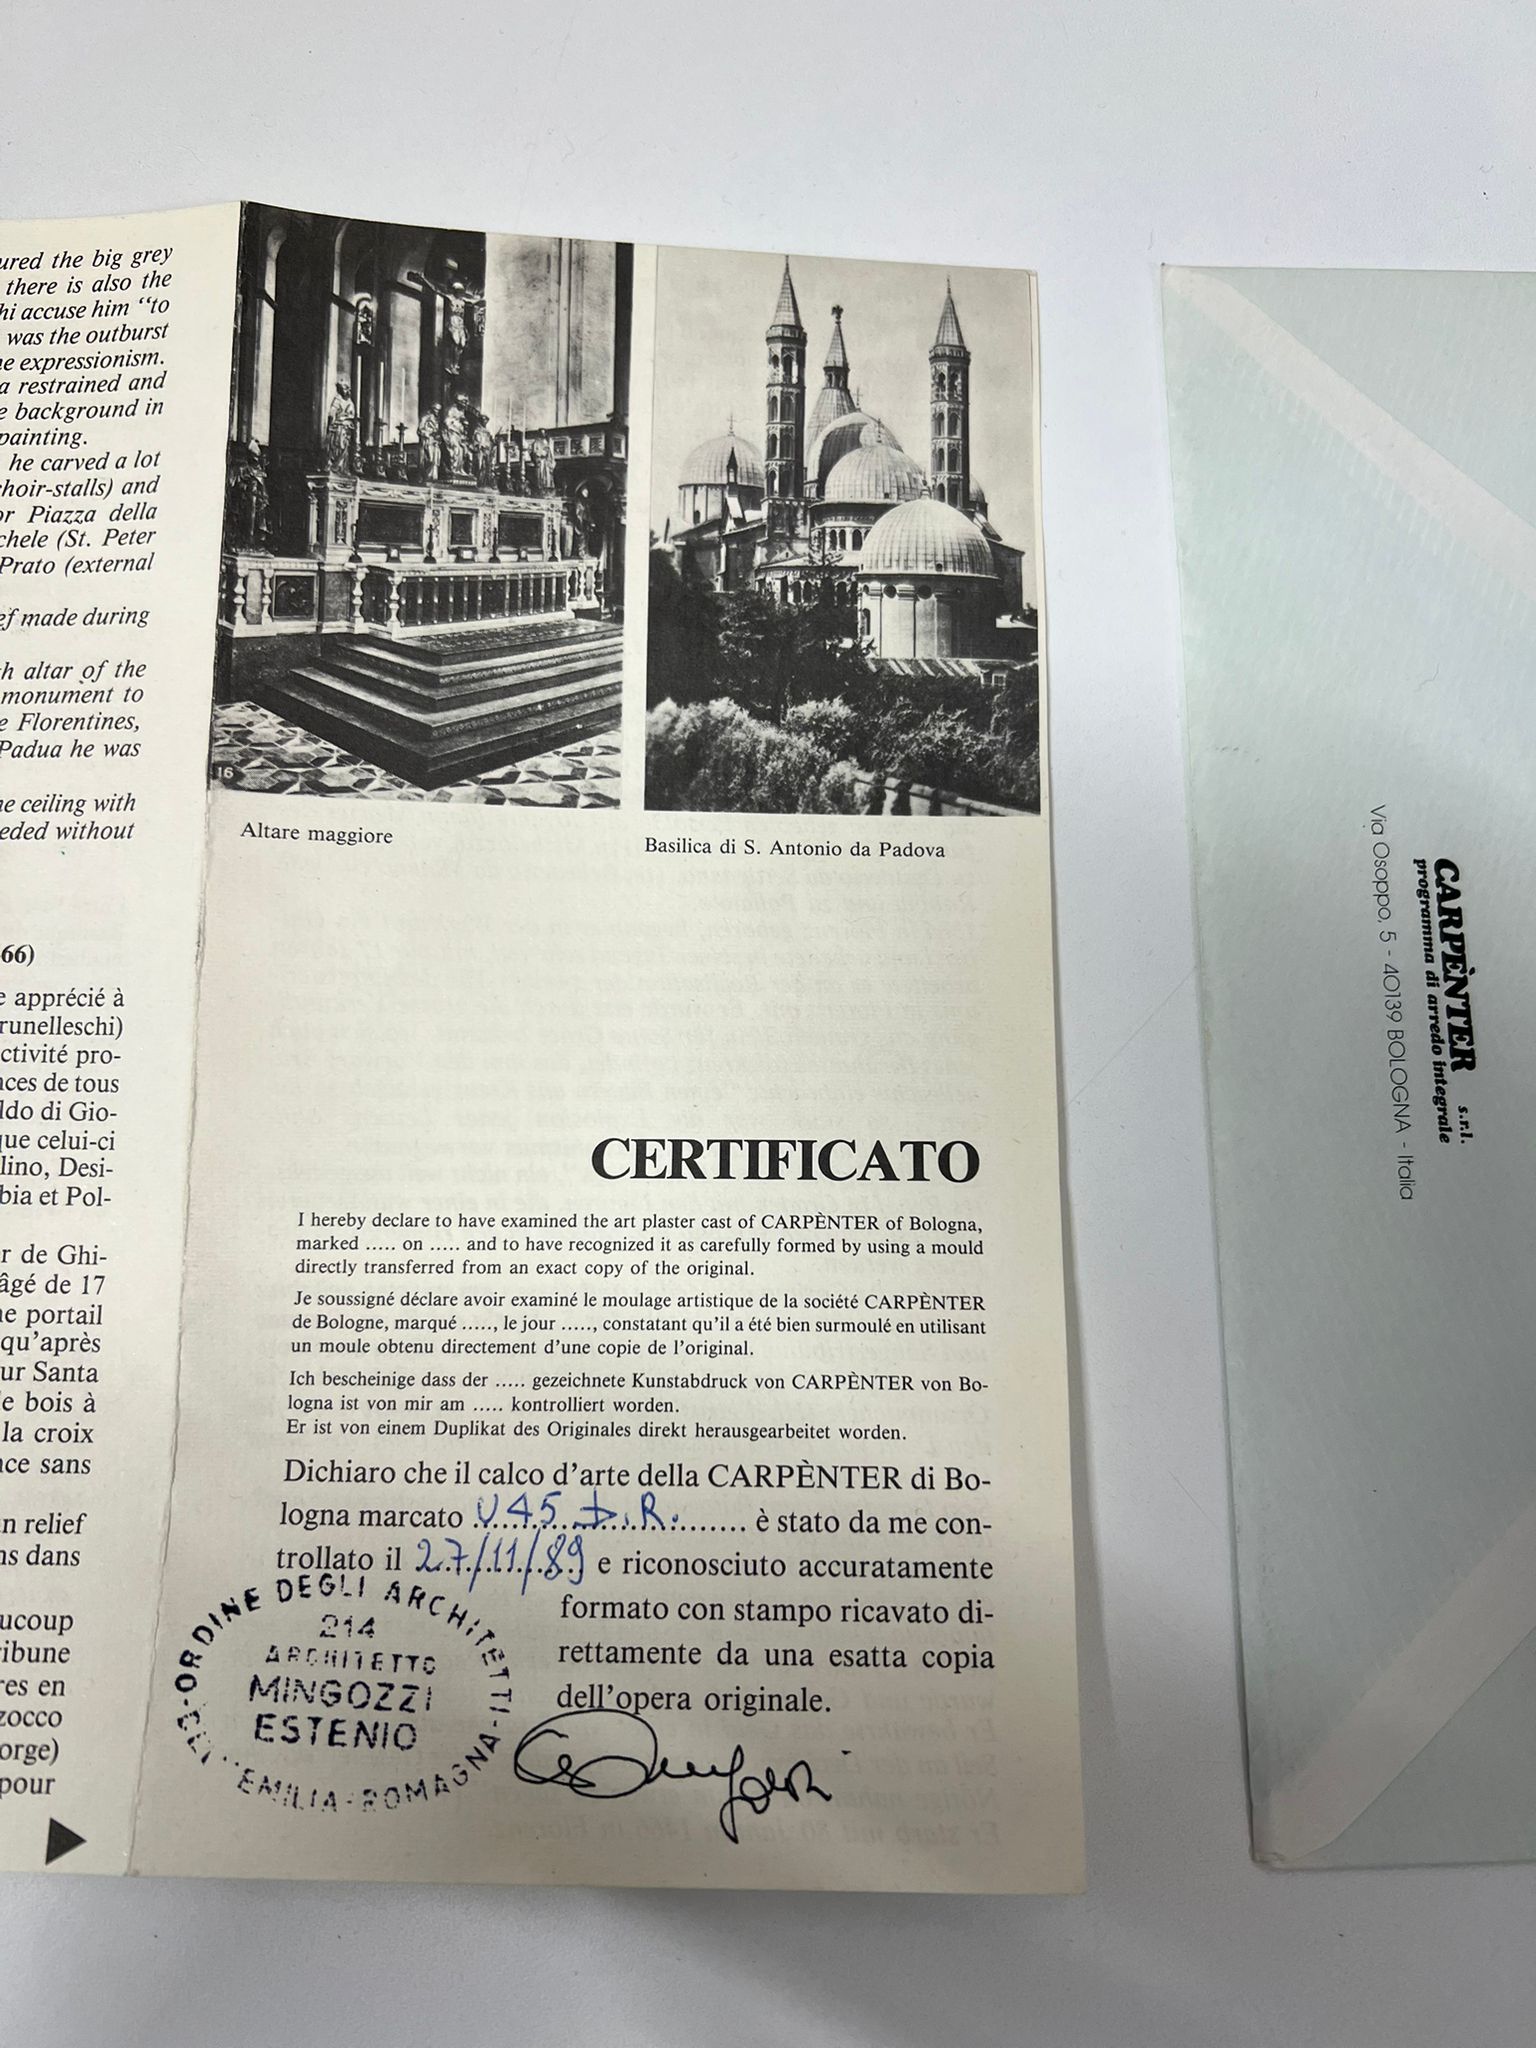 ured the big grey
there is also the
hi accuse him “to
was the outburst
ne expressionism.
a restrained and
e background in
painting.
he carved a lot
choir-stalls) and
or Piazza della
chele (St. Peter
Prato (external
ef made during
h altar of the
monument to
e Florentines,
Padua he was
ne ceiling with
eded without
66)
e apprécié à
runelleschi)
ctivité pro-
nces de tous
ldo di Gio-
que celui-ci
lino, Desi-
bia et Pol-
r de Ghi-
âgé de 17
ne portail
qu’après
ur Santa
e bois à
la croix
nce sans
n relief
ns dans
aucoup
ribune
res en
zocco
orge)
pour
16
Altare maggiore
Basilica di S. Antonio da Padova
CERTIFICATO
I hereby declare to have examined the art plaster cast of CARPÈNTER of Bologna,
marked ..... on ..... and to have recognized it as carefully formed by using a mould
directly transferred from an exact copy of the original.
Je soussigné déclare avoir examiné le moulage artistique de la société CARPÈNTER
de Bologne, marqué ....., le jour ....., constatant qu’il a été bien surmoulé en utilisant
un moule obtenu directement d’une copie de l’original.
Ich bescheinige dass der ..... gezeichnete Kunstabdruck von CARPÈNTER von Bo-
logna ist von mir am ..... kontrolliert worden.
Er ist von einem Duplikat des Originales direkt herausgearbeitet worden.
Dichiaro che il calco d’arte della CARPÈNTER di Bo-
logna marcato V45 D.R. è stato da me con-
trollato il 27/11/89 e riconosciuto accuratamente
formato con stampo ricavato di-
rettamente da una esatta copia
dell’opera originale.
ORDINE DEGLI ARCHITETTI
214
ARCHITETTO
MINGOZZI
ESTENIO
DELL'EMILIA-ROMAGNA
CARPÈNTER s.r.l.
programma di arredo integrale
Via Osoppo, 5 - 40139 BOLOGNA - Italia